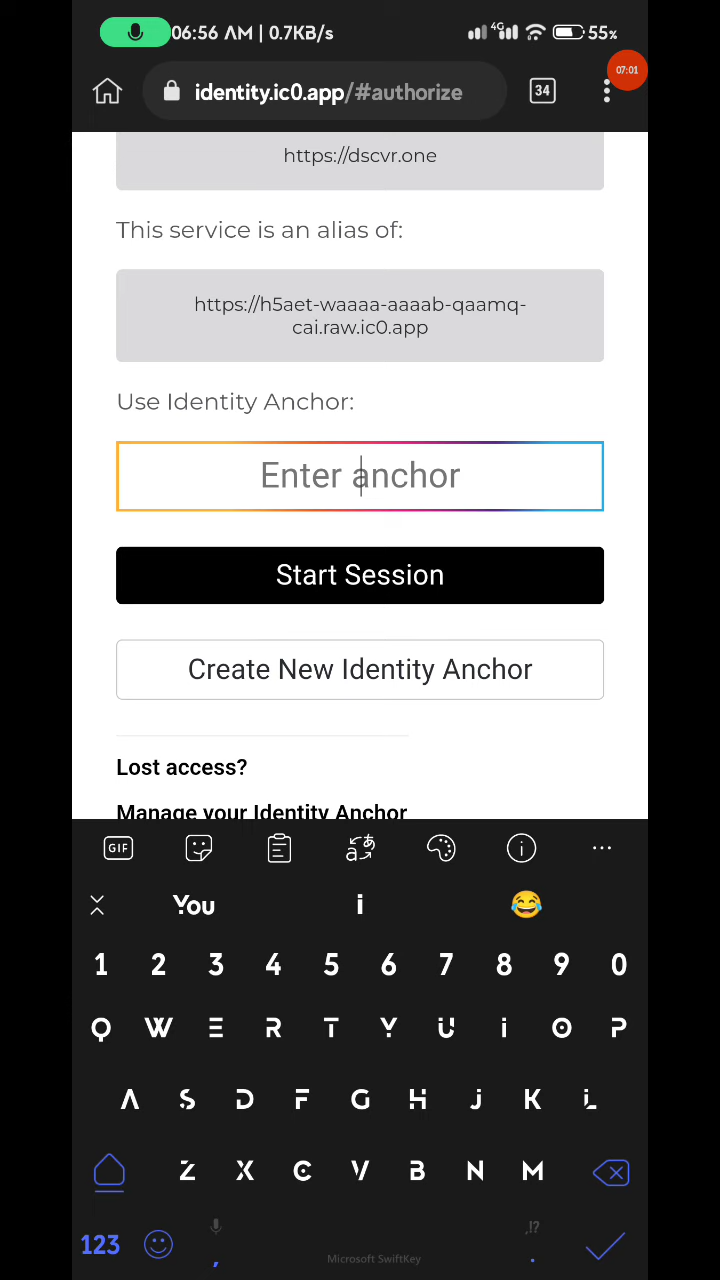 06:56 AM | 0.7KB/s 4G 55%
07:01
identity.ic0.app/#authorize 34
https://dscvr.one
This service is an alias of:
https://h5aet-waaaa-aaaab-qaamq-
cai.raw.ic0.app
Use Identity Anchor:
Enter anchor
Start Session
Create New Identity Anchor
Lost access?
Manage your Identity Anchor
GIF
You i 😂
1 2 3 4 5 6 7 8 9 0
Q W E R T Y U i O P
A S D F G H j K L
Z X C V B N M
123 , Microsoft SwiftKey ,!? .